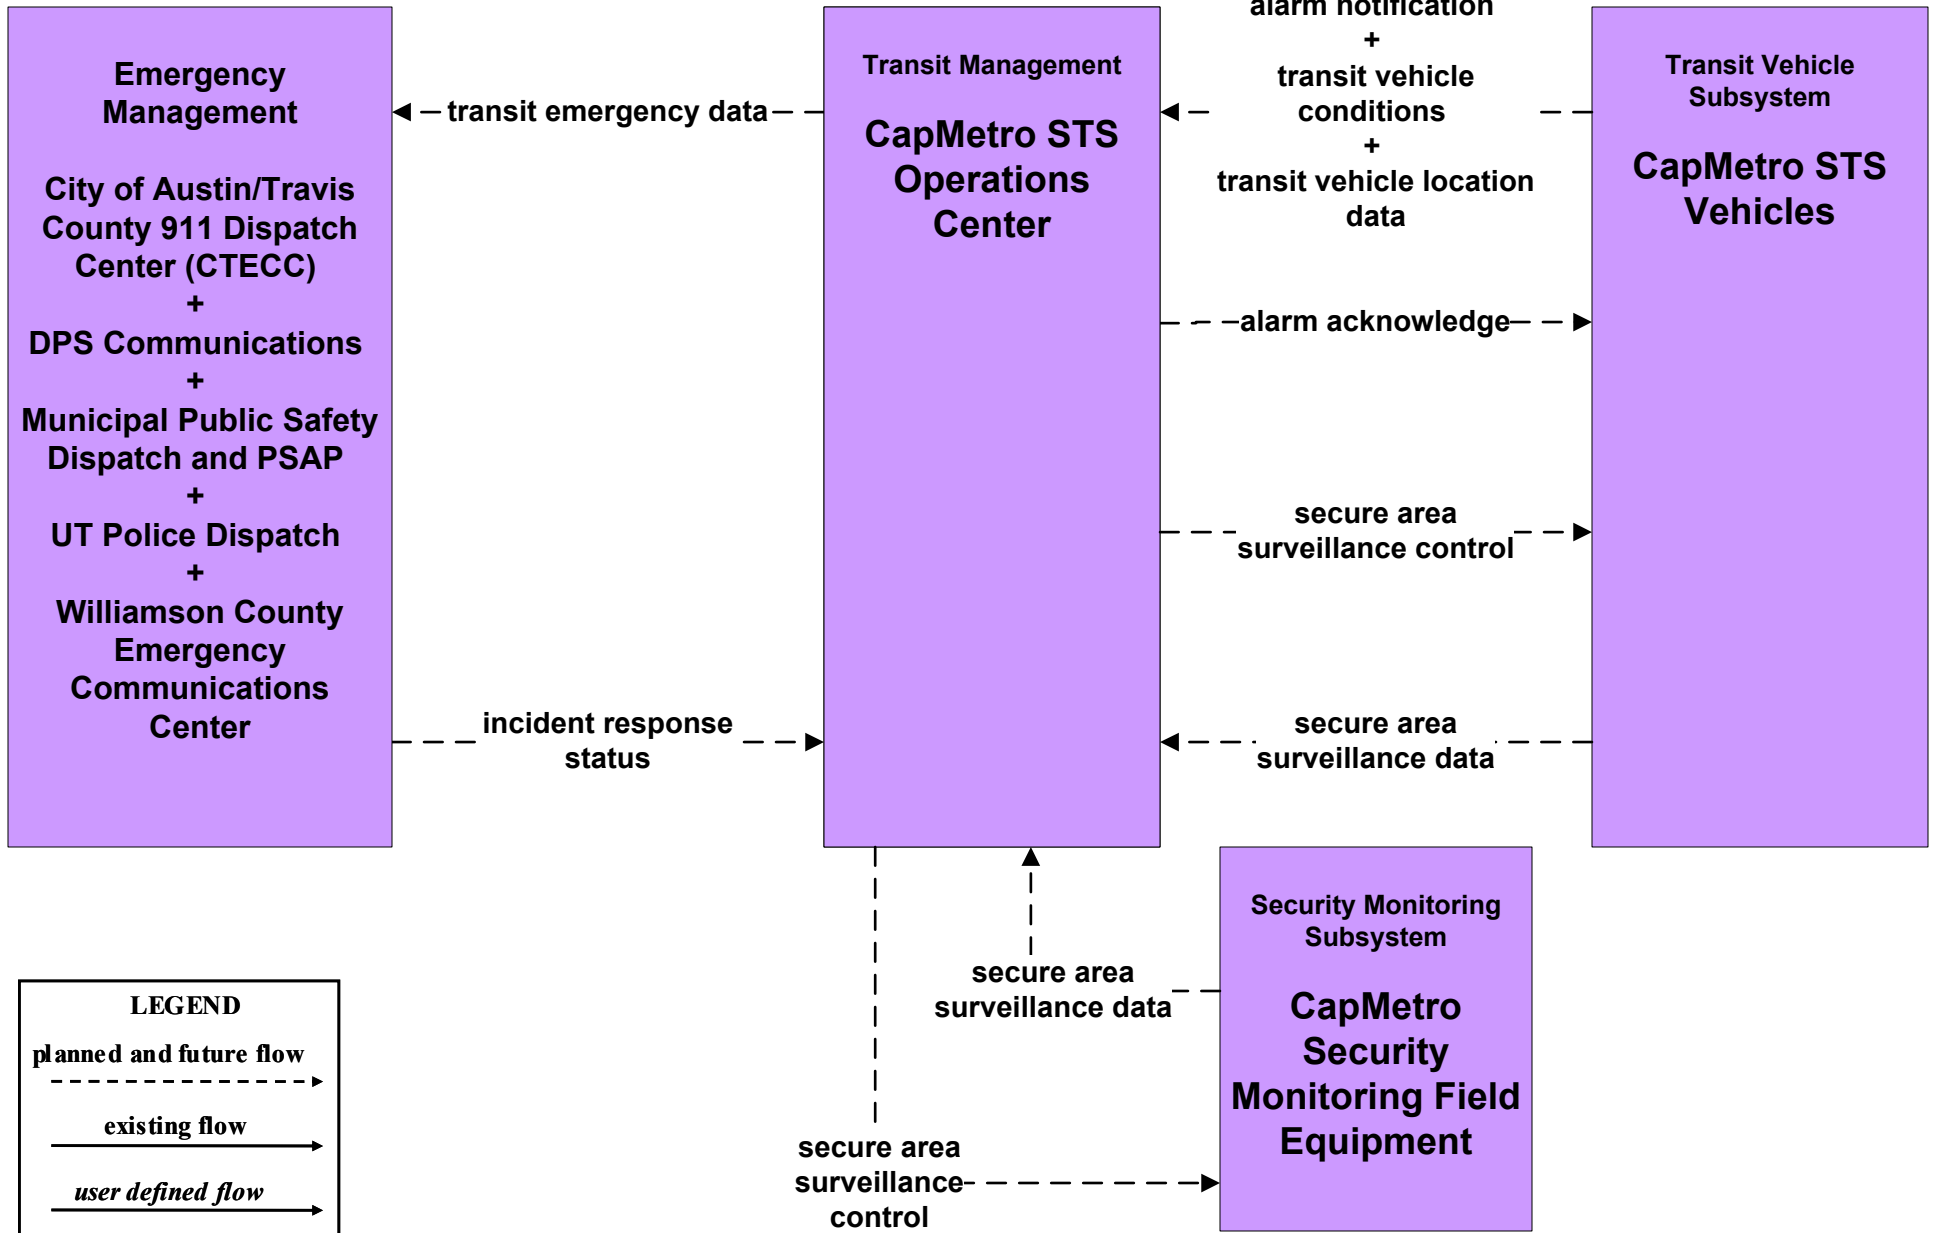 Emergency
Management
City of Austin/Travis
County 911 Dispatch
Center (CTECC)
+
DPS Communications
+
Municipal Public Safety
Dispatch and PSAP
+
UT Police Dispatch
+
Williamson County
Emergency
Communications
Center
transit emergency data
incident response
status
Transit Management
CapMetro STS
Operations
Center
alarm notification
+
transit vehicle
conditions
+
transit vehicle location
data
alarm acknowledge
secure area
surveillance control
secure area
surveillance data
Transit Vehicle
Subsystem
CapMetro STS
Vehicles
secure area
surveillance data
secure area
surveillance
control
Security Monitoring
Subsystem
CapMetro
Security
Monitoring Field
Equipment
LEGEND
planned and future flow
existing flow
user defined flow